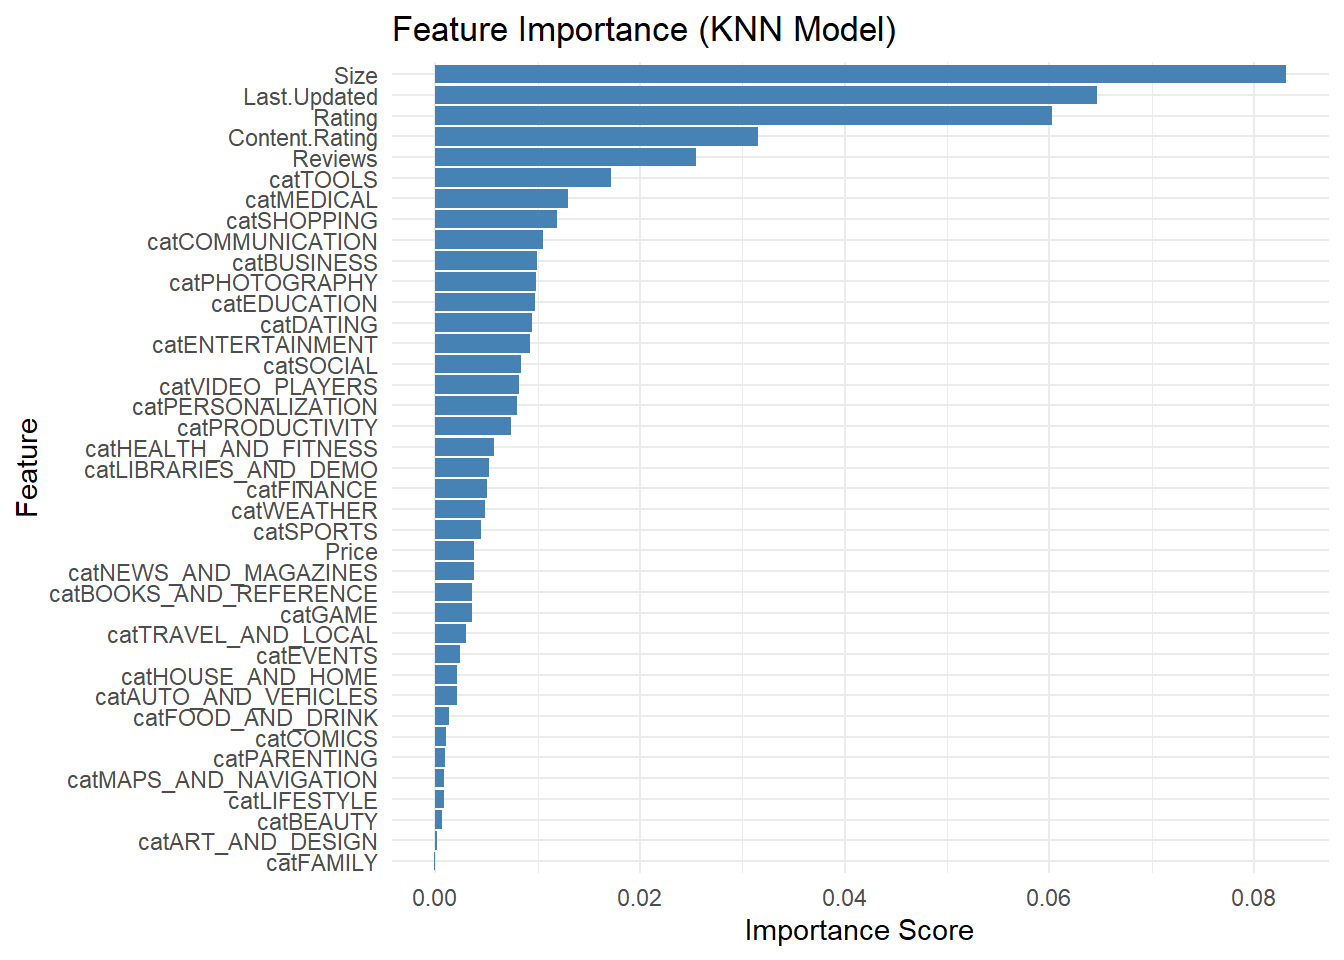 Feature Importance (KNN Model)
Size
Last.Updated
Rating
Content.Rating
Reviews
catTOOLS
catMEDICAL
catSHOPPING
catCOMMUNICATION
catBUSINESS
catPHOTOGRAPHY
catEDUCATION
catDATING
catENTERTAINMENT
catSOCIAL
catVIDEO_PLAYERS
catPERSONALIZATION
catPRODUCTIVITY
catHEALTH_AND_FITNESS
catLIBRARIES_AND_DEMO
catFINANCE
catWEATHER
catSPORTS
Price
catNEWS_AND_MAGAZINES
catBOOKS_AND_REFERENCE
catGAME
catTRAVEL_AND_LOCAL
catEVENTS
catHOUSE_AND_HOME
catAUTO_AND_VEHICLES
catFOOD_AND_DRINK
catCOMICS
catPARENTING
catMAPS_AND_NAVIGATION
catLIFESTYLE
catBEAUTY
catART_AND_DESIGN
catFAMILY
Feature
0.00 0.02 0.04 0.06 0.08
Importance Score